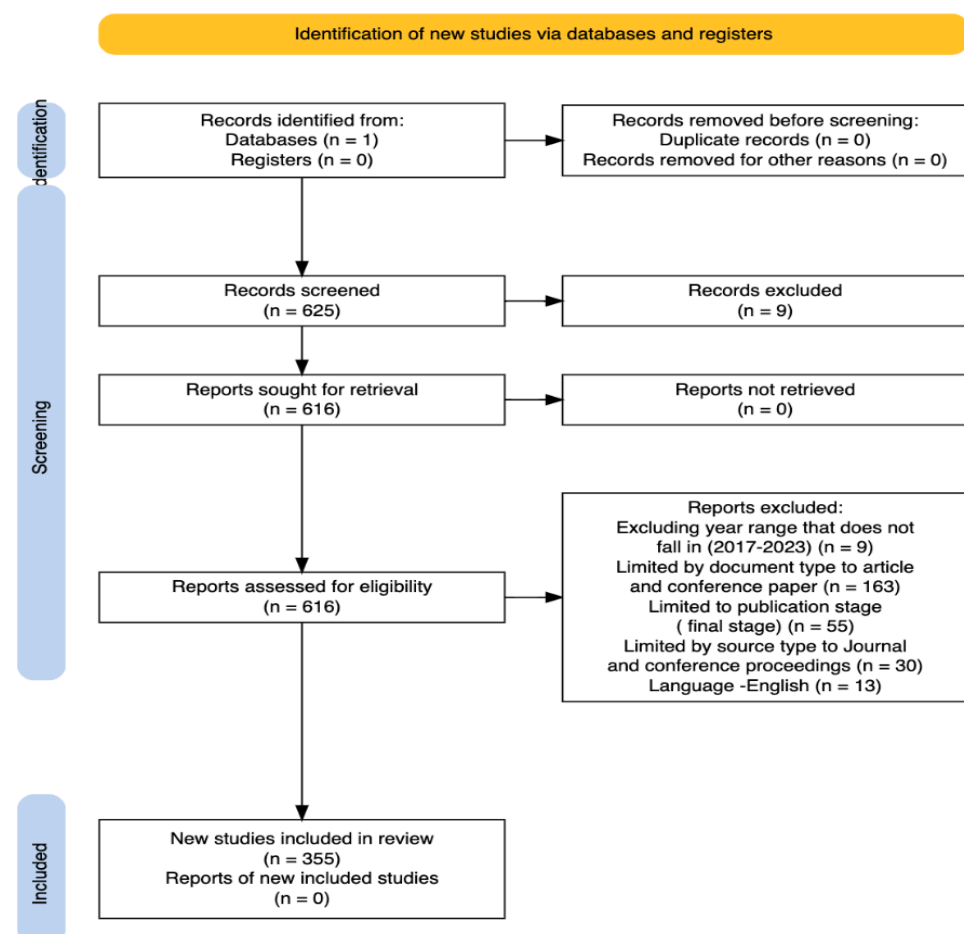 Identification of new studies via databases and registers
Identification
Records identified from:
Databases (n = 1)
Registers (n = 0)
Records removed before screening:
Duplicate records (n = 0)
Records removed for other reasons (n = 0)
Screening
Records screened
(n = 625)
Records excluded
(n = 9)
Reports sought for retrieval
(n = 616)
Reports not retrieved
(n = 0)
Reports assessed for eligibility
(n = 616)
Reports excluded:
Excluding year range that does not
fall in (2017-2023) (n = 9)
Limited by document type to article
and conference paper (n = 163)
Limited to publication stage
( final stage) (n = 55)
Limited by source type to Journal
and conference proceedings (n = 30)
Language -English (n = 13)
Included
New studies included in review
(n = 355)
Reports of new included studies
(n = 0)